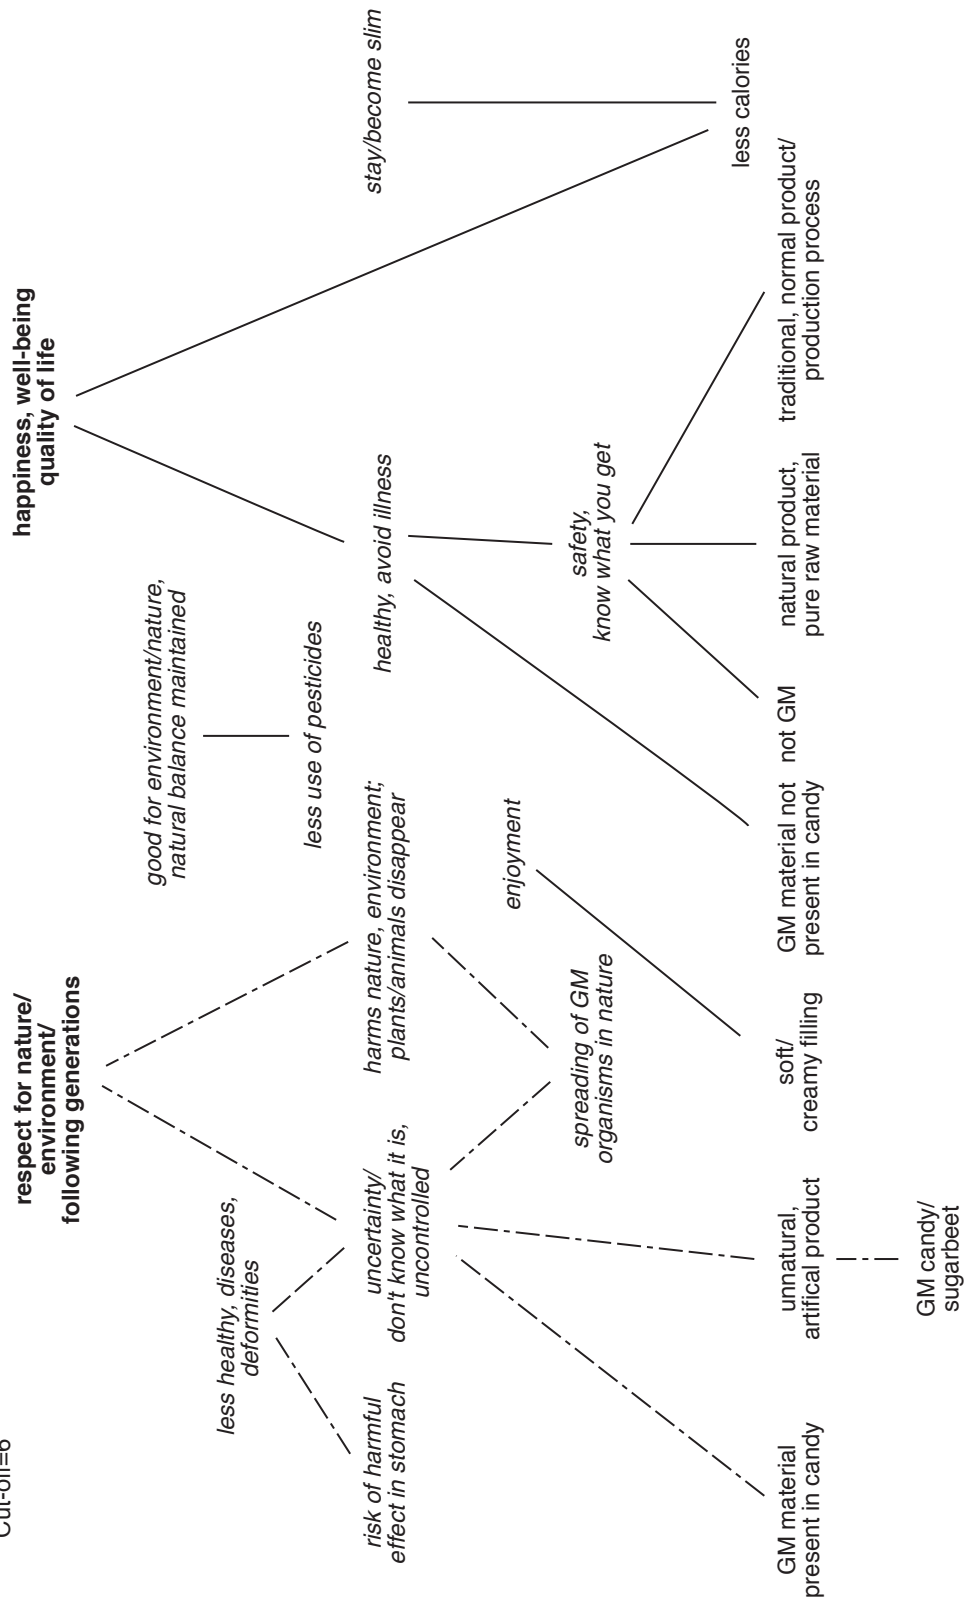 Cut-off=6
respect for nature/
environment/
following generations
happiness, well-being
quality of life
good for environment/nature,
natural balance maintained
less healthy, diseases,
deformities
less use of pesticides
risk of harmful
effect in stomach
uncertainty/
don't know what it is,
uncontrolled
harms nature, environment;
plants/animals disappear
healthy, avoid illness
stay/become slim
enjoyment
spreading of GM
organisms in nature
safety,
know what you get
less calories
GM material
present in candy
unnatural,
artifical product
soft/
creamy filling
GM material not
present in candy
not GM
natural product,
pure raw material
traditional, normal product/
production process
GM candy/
sugarbeet